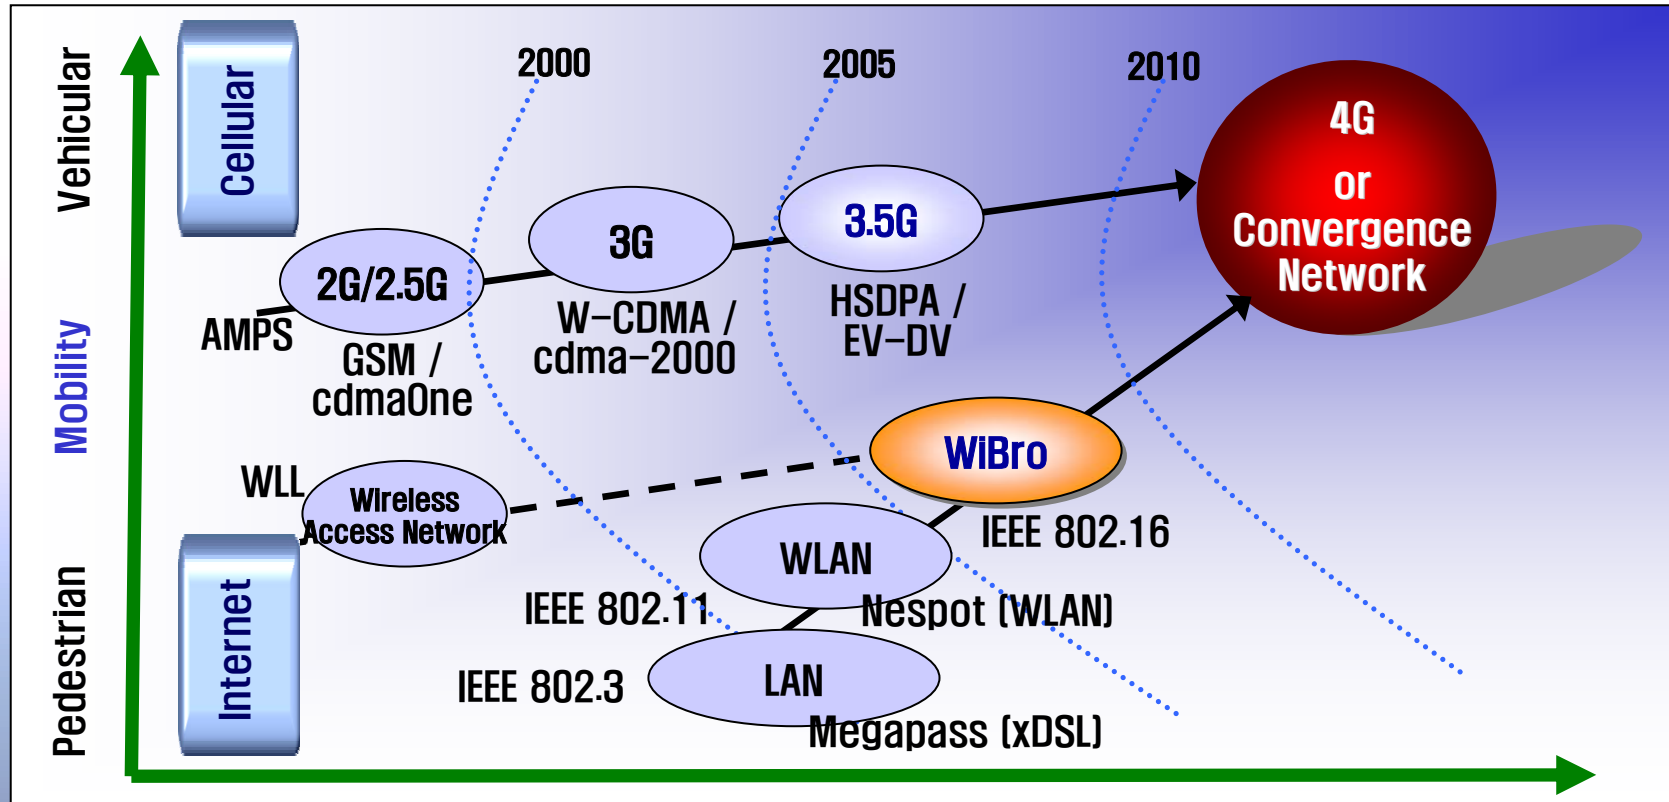 2000
2005
2010
Vehicular
Mobility
Pedestrian
Cellular
Internet
AMPS
2G/2.5G
GSM /
cdmaOne
3G
W-CDMA /
cdma-2000
3.5G
HSDPA /
EV-DV
4G
or
Convergence
Network
WLL
Wireless
Access Network
WiBro
IEEE 802.16
WLAN
IEEE 802.11
Nespot (WLAN)
LAN
IEEE 802.3
Megapass (xDSL)